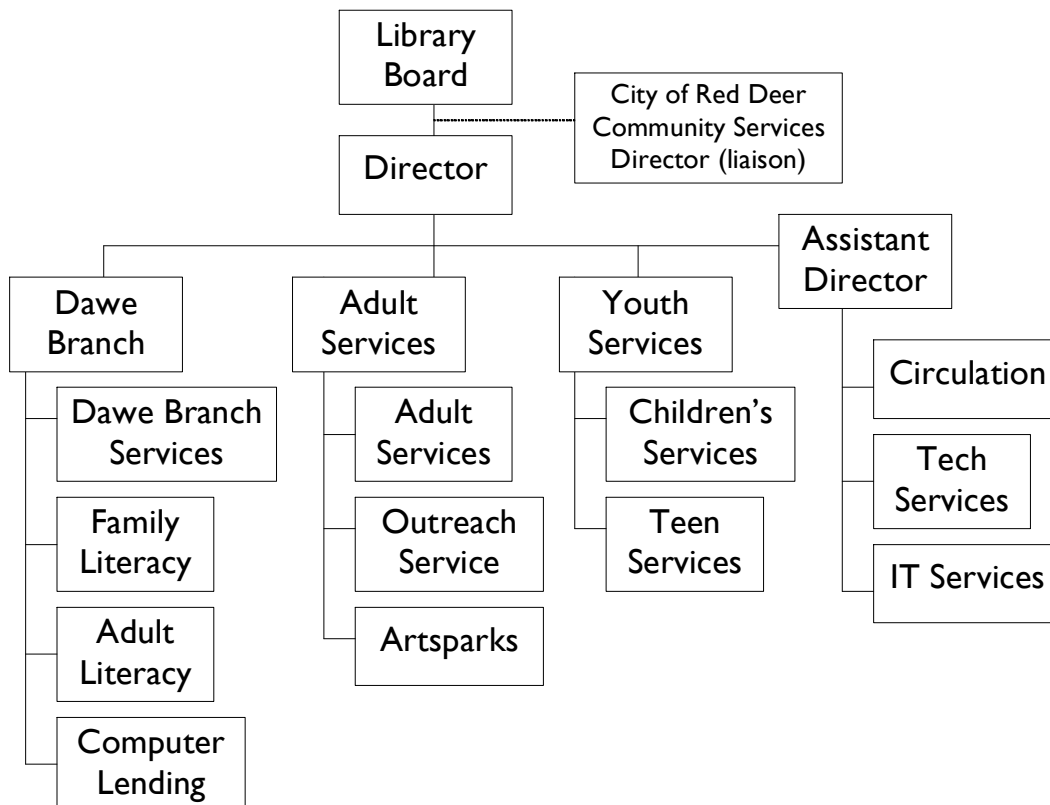 Library
Board
City of Red Deer
Community Services
Director (liaison)
Director
Assistant
Director
Dawe
Branch
Adult
Services
Youth
Services
Dawe Branch
Services
Family
Literacy
Adult
Literacy
Computer
Lending
Adult
Services
Outreach
Service
Artsparks
Children’s
Services
Teen
Services
Circulation
Tech
Services
IT Services